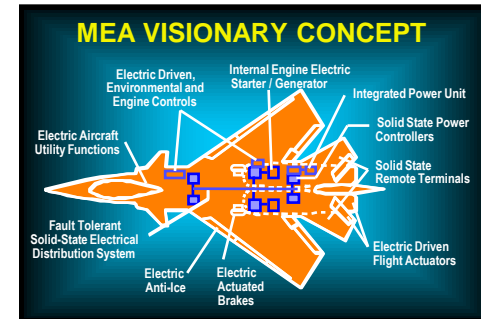 MEA VISIONARY CONCEPT
Electric Driven,
Environmental and
Engine Controls
Internal Engine Electric
Starter / Generator
Integrated Power Unit
Solid State Power
Controllers
Electric Aircraft
Utility Functions
Solid State
Remote Terminals
Fault Tolerant
Solid-State Electrical
Distribution System
Electric
Anti-Ice
Electric
Actuated
Brakes
Electric Driven
Flight Actuators